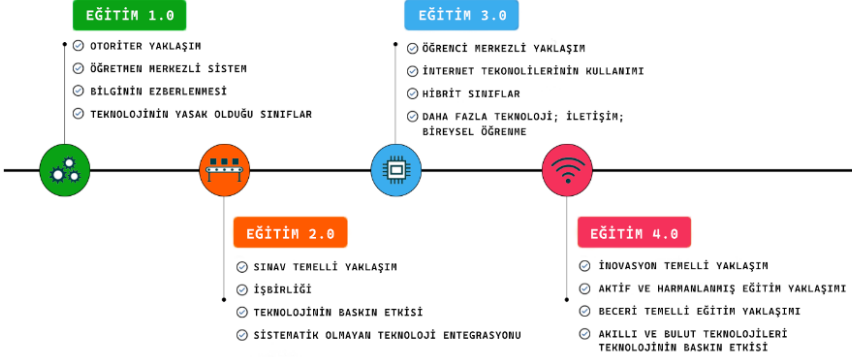 EĞİTİM 1.0
OTORİTER YAKLAŞIM
ÖĞRETMEN MERKEZLİ SİSTEM
BİLGİNİN EZBERLENMESİ
TEKNOLOJİNİN YASAK OLDUĞU SINIFLAR
EĞİTİM 2.0
SINAV TEMELLİ YAKLAŞIM
İŞBİRLİĞİ
TEKNOLOJİNİN BASKIN ETKİSİ
SİSTEMATİK OLMAYAN TEKNOLOJİ ENTEGRASYONU
EĞİTİM 3.0
ÖĞRENCİ MERKEZLİ YAKLAŞIM
İNTERNET TEKONOLİLERİNİN KULLANIMI
HİBRİT SINIFLAR
DAHA FAZLA TEKNOLOJİ; İLETİŞİM;
BİREYSEL ÖĞRENME
EĞİTİM 4.0
İNOVASYON TEMELLİ YAKLAŞIM
AKTİF VE HARMANLANMIŞ EĞİTİM YAKLAŞIMI
BECERİ TEMELLİ EĞİTİM YAKLAŞIMI
AKILLI VE BULUT TEKNOLOJİLERİ
TEKNOLOJİNİN BASKIN ETKİSİ